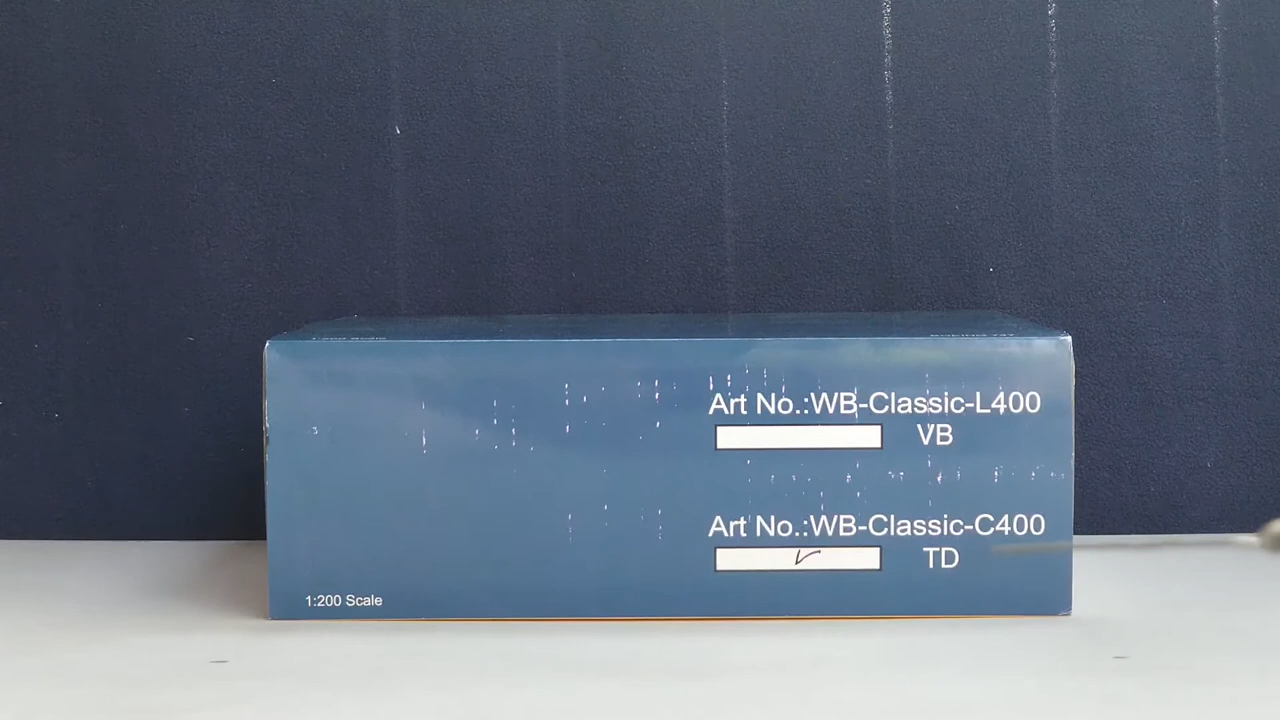 Art No.:WB-Classic-L400
VB
Art No.:WB-Classic-C400
TD
1:200 Scale